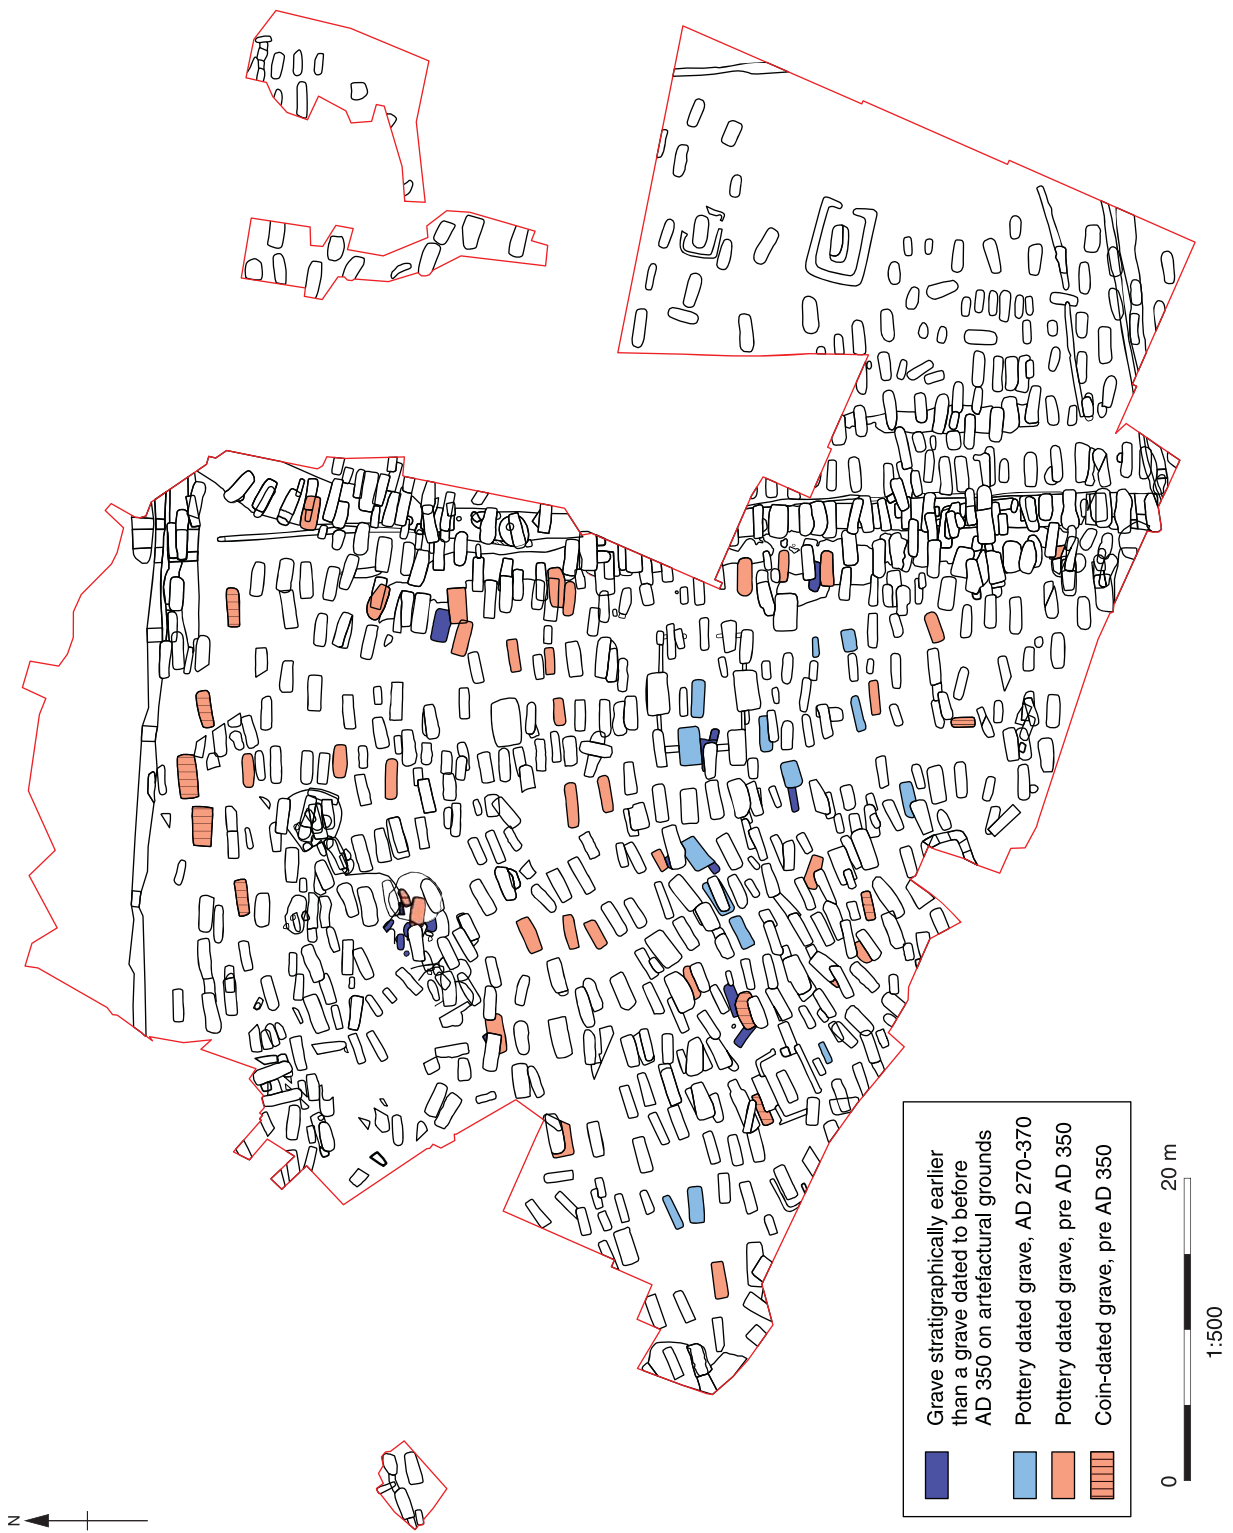 N
Grave stratigraphically earlier
than a grave dated to before
AD 350 on artefactural grounds
Pottery dated grave, AD 270-370
Pottery dated grave, pre AD 350
Coin-dated grave, pre AD 350
0
20 m
1:500